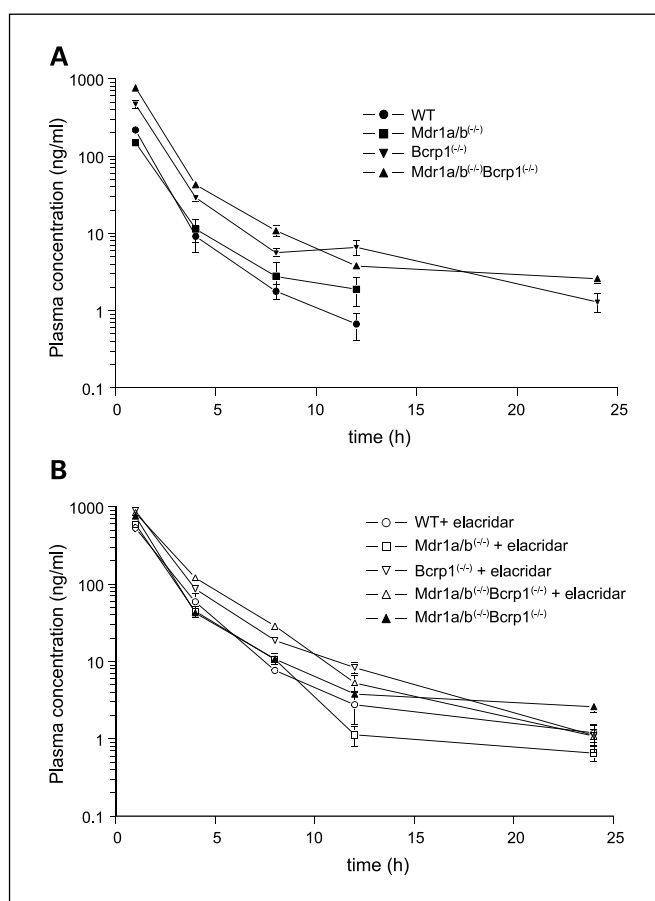 A
Plasma concentration (ng/ml)
1000
100
10
1
0.1
0
5
10
15
20
25
time (h)
WT
Mdr1a/b(-/-)
Bcrp1(-/-)
Mdr1a/b(-/-)Bcrp1(-/-)
B
Plasma concentration (ng/ml)
1000
100
10
1
0.1
0
5
10
15
20
25
time (h)
WT+ elacridar
Mdr1a/b(-/-) + elacridar
Bcrp1(-/-) + elacridar
Mdr1a/b(-/-)Bcrp1(-/-) + elacridar
Mdr1a/b(-/-)Bcrp1(-/-)